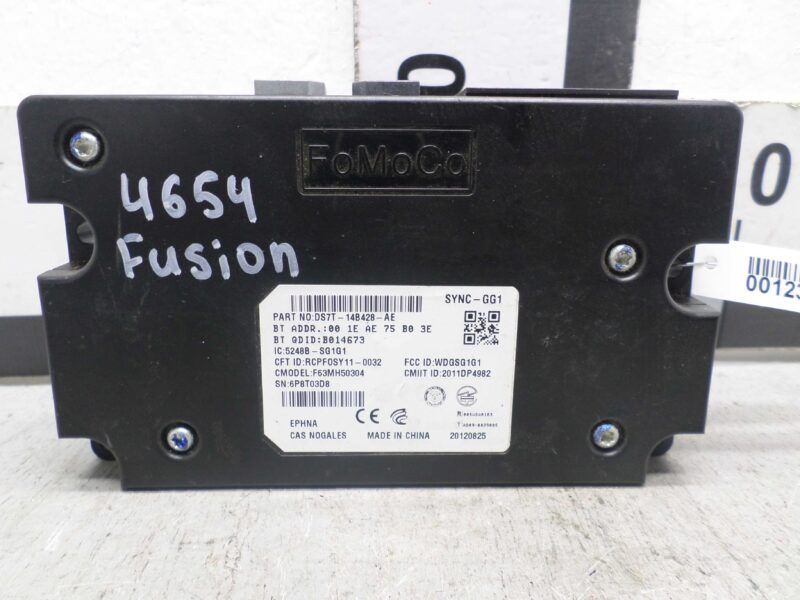 FoMoCo
4654
Fusion
0
SYNC-GG1
PART NO:DS7T-14B428-AE
BT ADDR.:00 1E AE 75 B0 3E
BT QDID:B014673
IC:5248B-SG1G1
CFT ID:RCPFOSY11-0032 FCC ID:WDGSG1G1
CMODEL:F63MH50304 CMIIT ID:2011DP4982
SN:6P8T03D8
CE
EPHNA
CAS NOGALES MADE IN CHINA 20120825